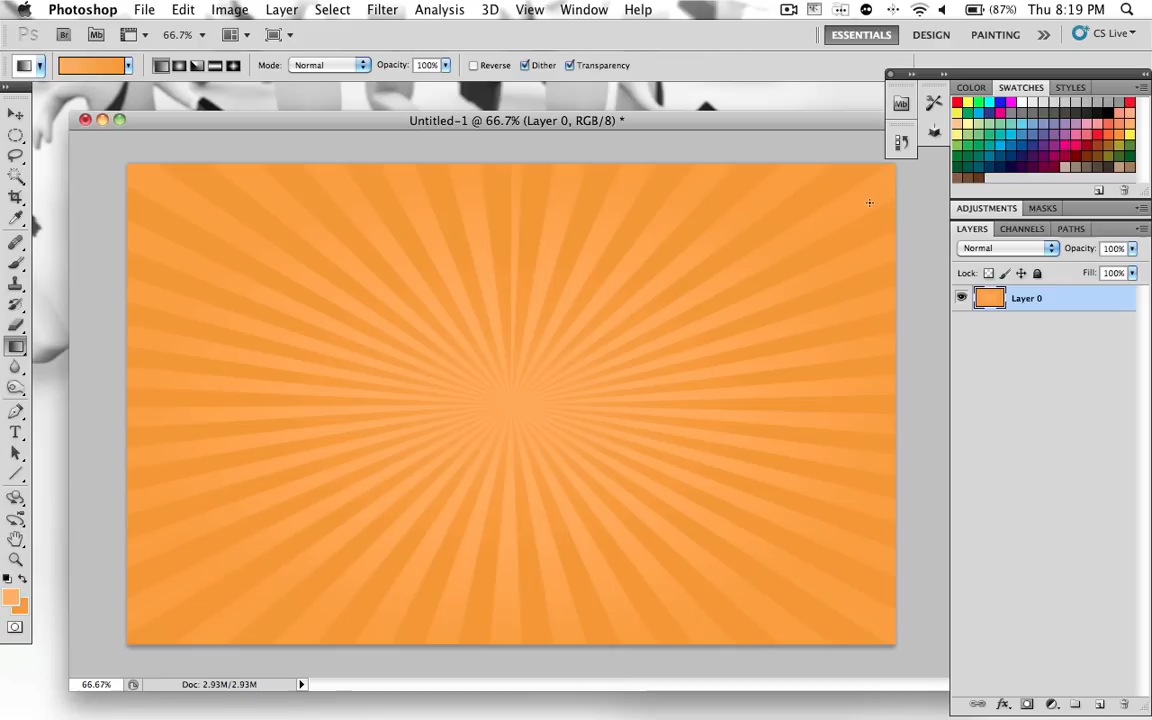 Photoshop File Edit Image Layer Select Filter Analysis 3D View Window Help (87%) Thu 8:19 PM
Ps Br Mb 66.7% ESSENTIALS DESIGN PAINTING CS Live
Mode: Normal Opacity: 100% Reverse Dither Transparency
Mb
COLOR SWATCHES STYLES
Untitled-1 @ 66.7% (Layer 0, RGB/8) *
ADJUSTMENTS MASKS
LAYERS CHANNELS PATHS
Normal Opacity: 100%
Lock: Fill: 100%
Layer 0
T
66.67% Doc: 2.93M/2.93M
fx